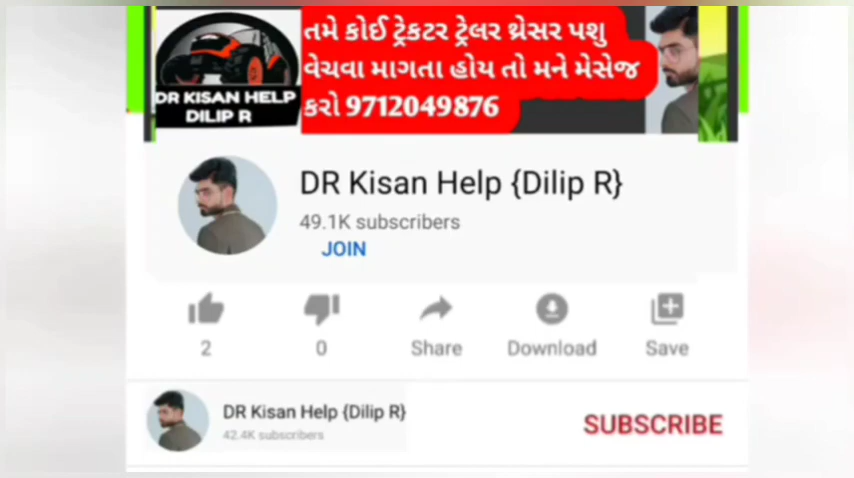 તમે કોઈ ટ્રેકટર ટ્રેલર થ્રેસર પશુ
વેચવા માગતા હોય તો મને મેસેજ
કરો 9712049876
DR KISAN HELP
DILIP R
DR Kisan Help {Dilip R}
49.1K subscribers
JOIN
2
0
Share
Download
Save
DR Kisan Help {Dilip R}
42.4K subscribers
SUBSCRIBE